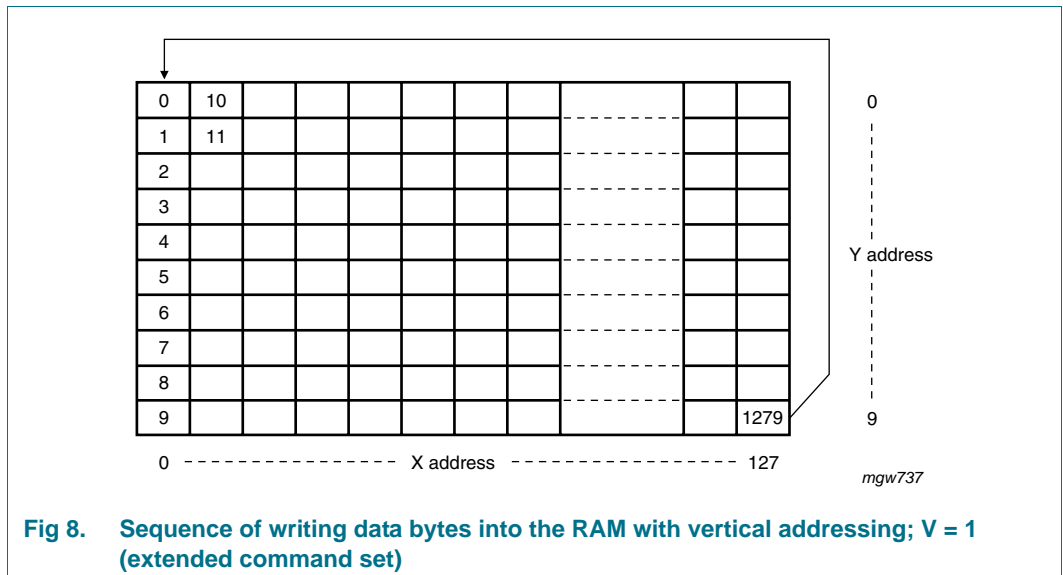 0 10 0
1 11
2
3
4
Y address
5
6
7
8
9 1279 9
0 X address 127
mgw737
Fig 8. Sequence of writing data bytes into the RAM with vertical addressing; V = 1
(extended command set)